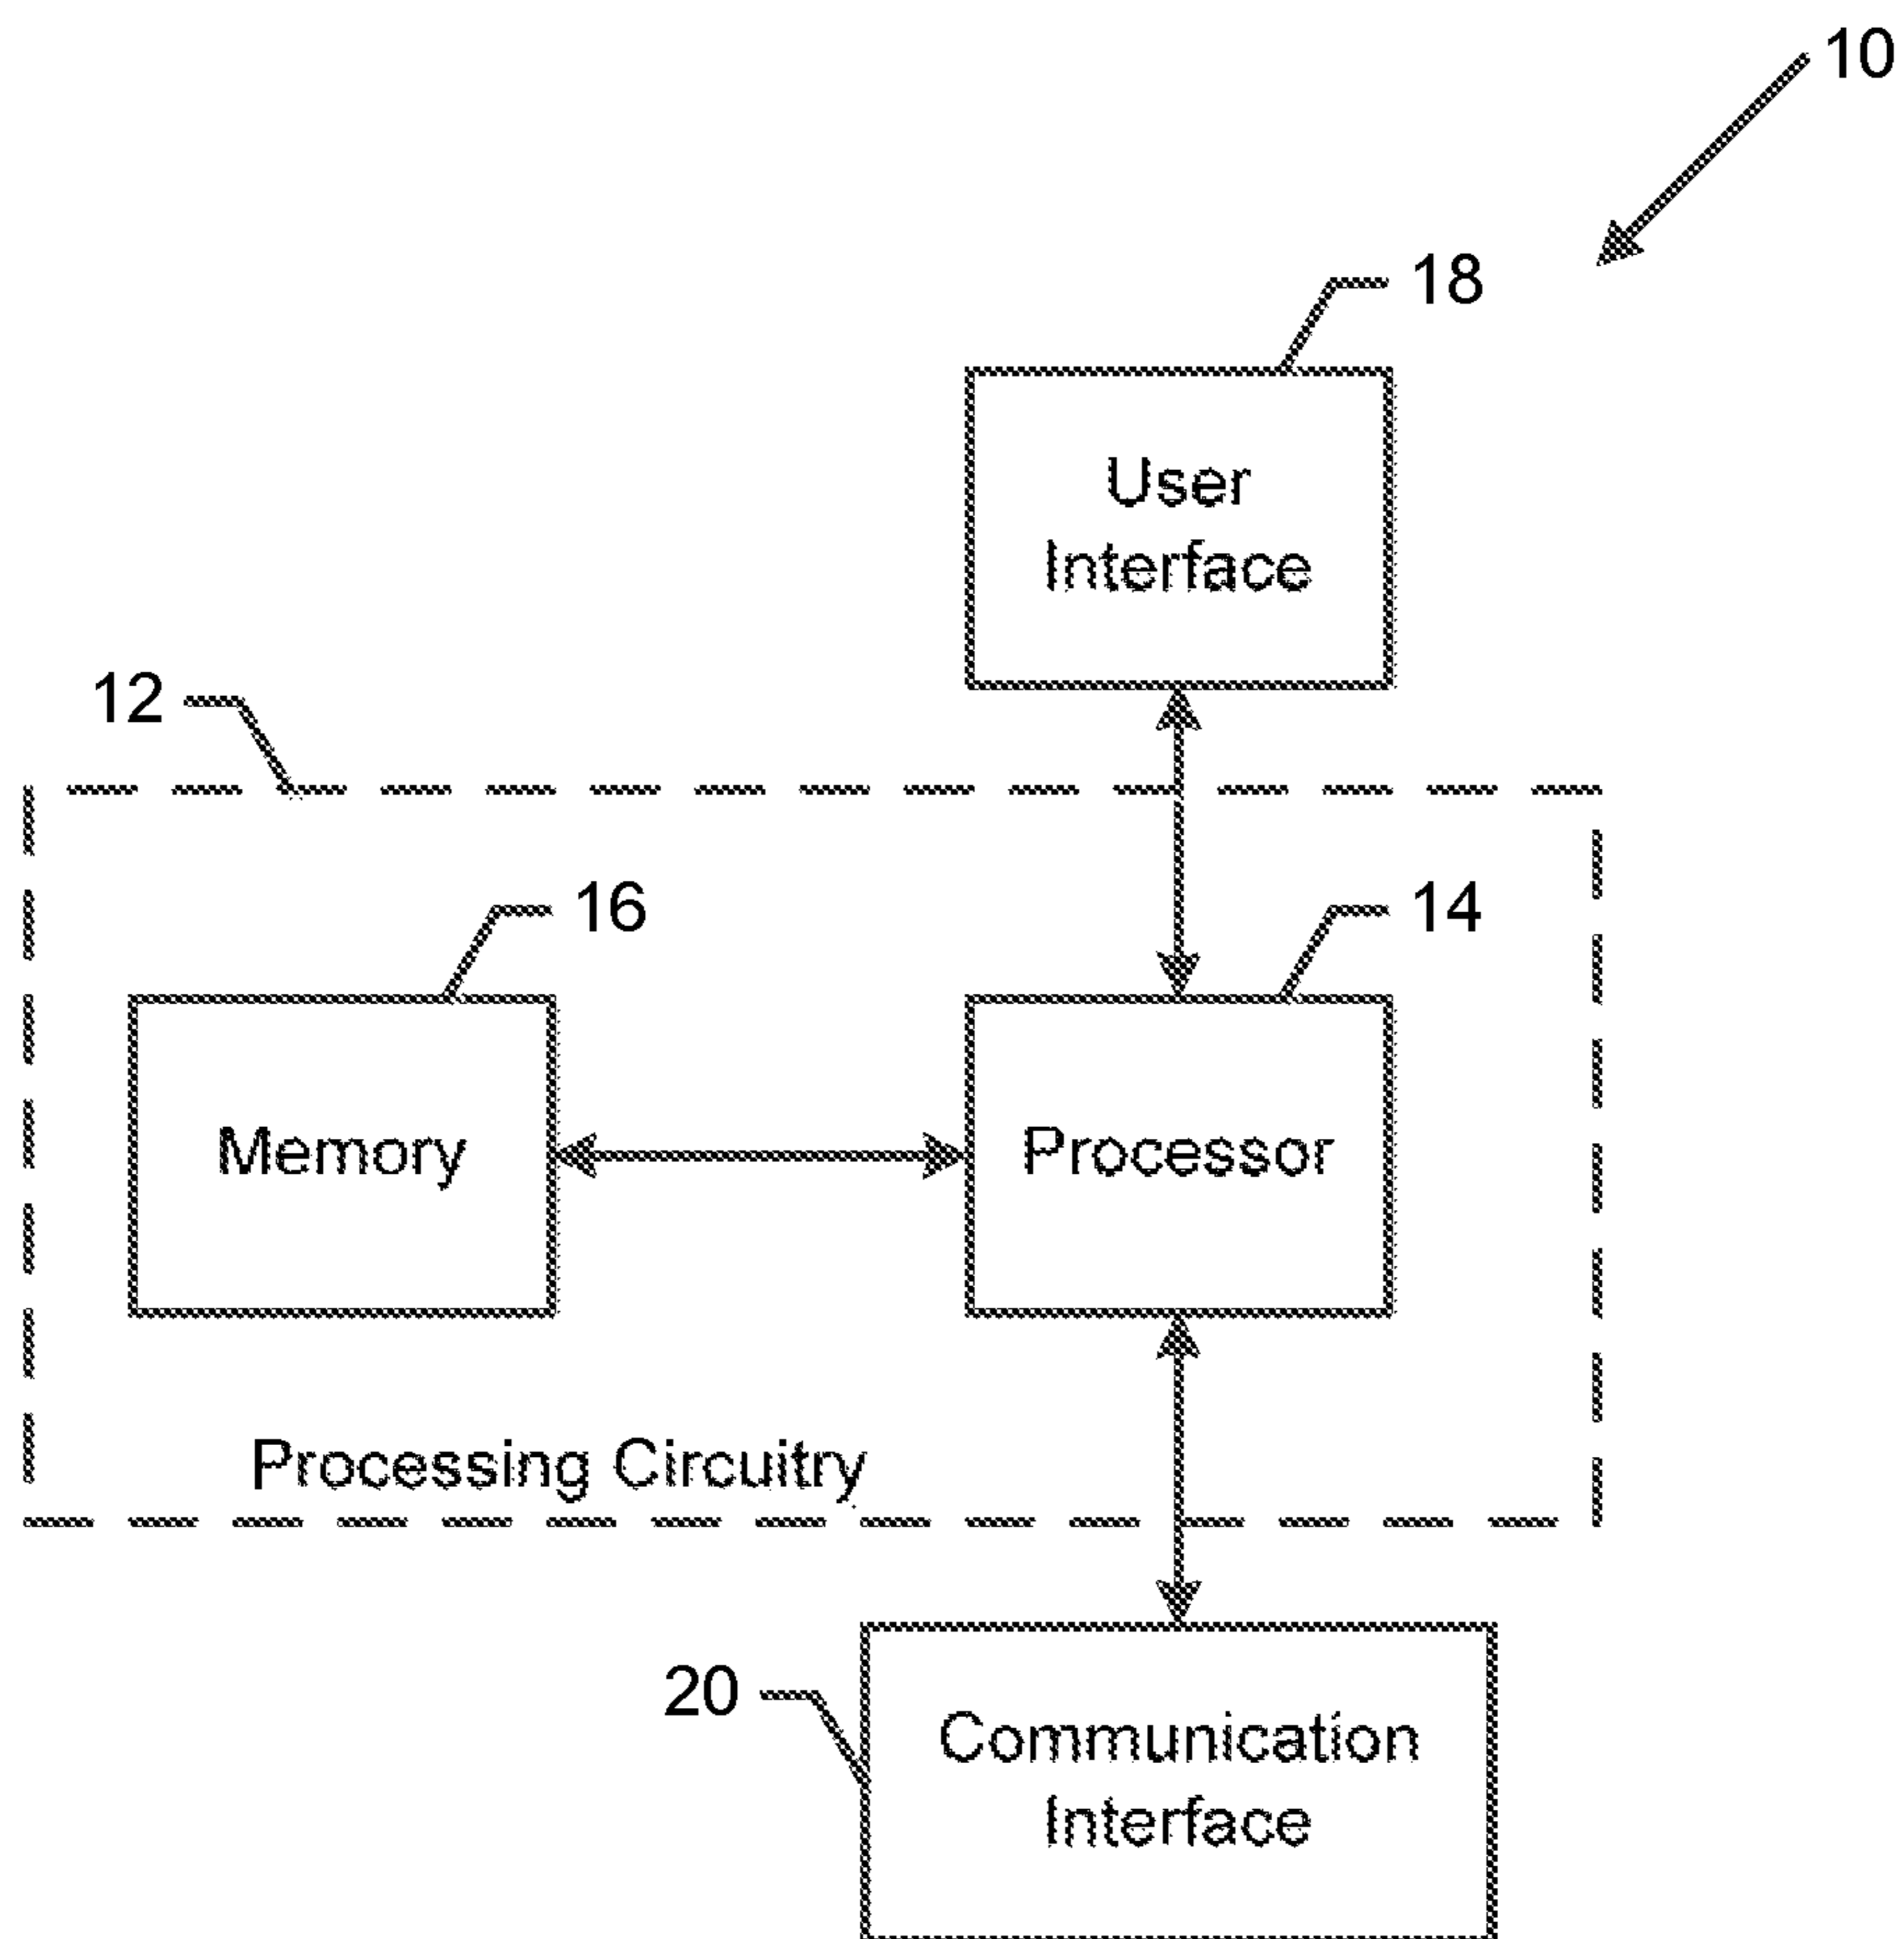 10
18
User
Interface
12
16
14
Memory
Processor
Processing Circuitry
20
Communication
Interface